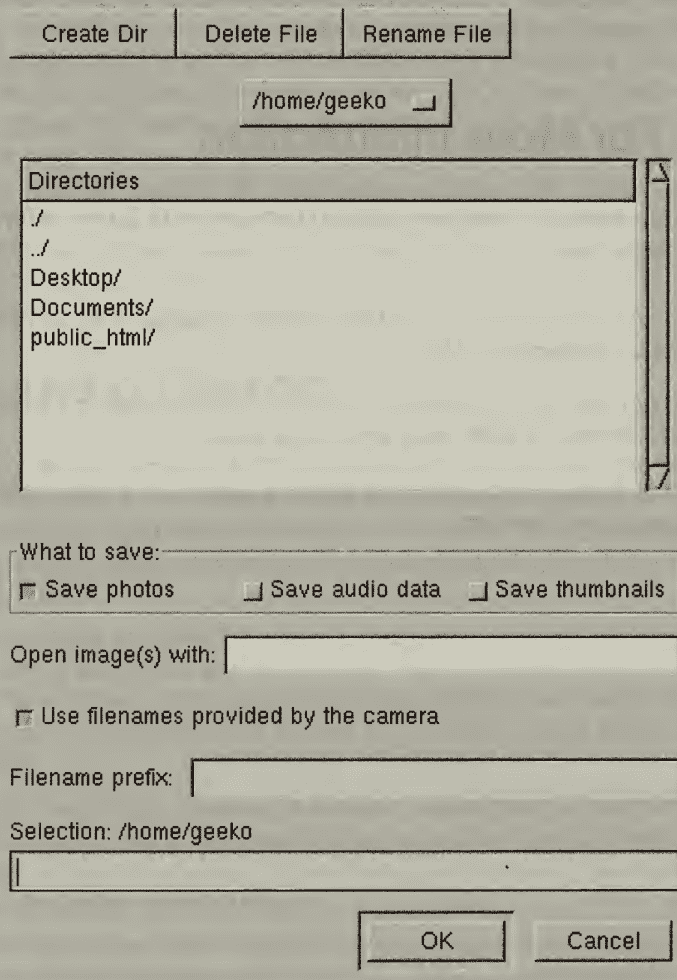 Create Dir Delete File Rename File
/home/geeko
Directories
./
../
Desktop/
Documents/
public_html/
What to save:
Save photos Save audio data Save thumbnails
Open image(s) with:
Use filenames provided by the camera
Filename prefix:
Selection: /home/geeko
OK Cancel